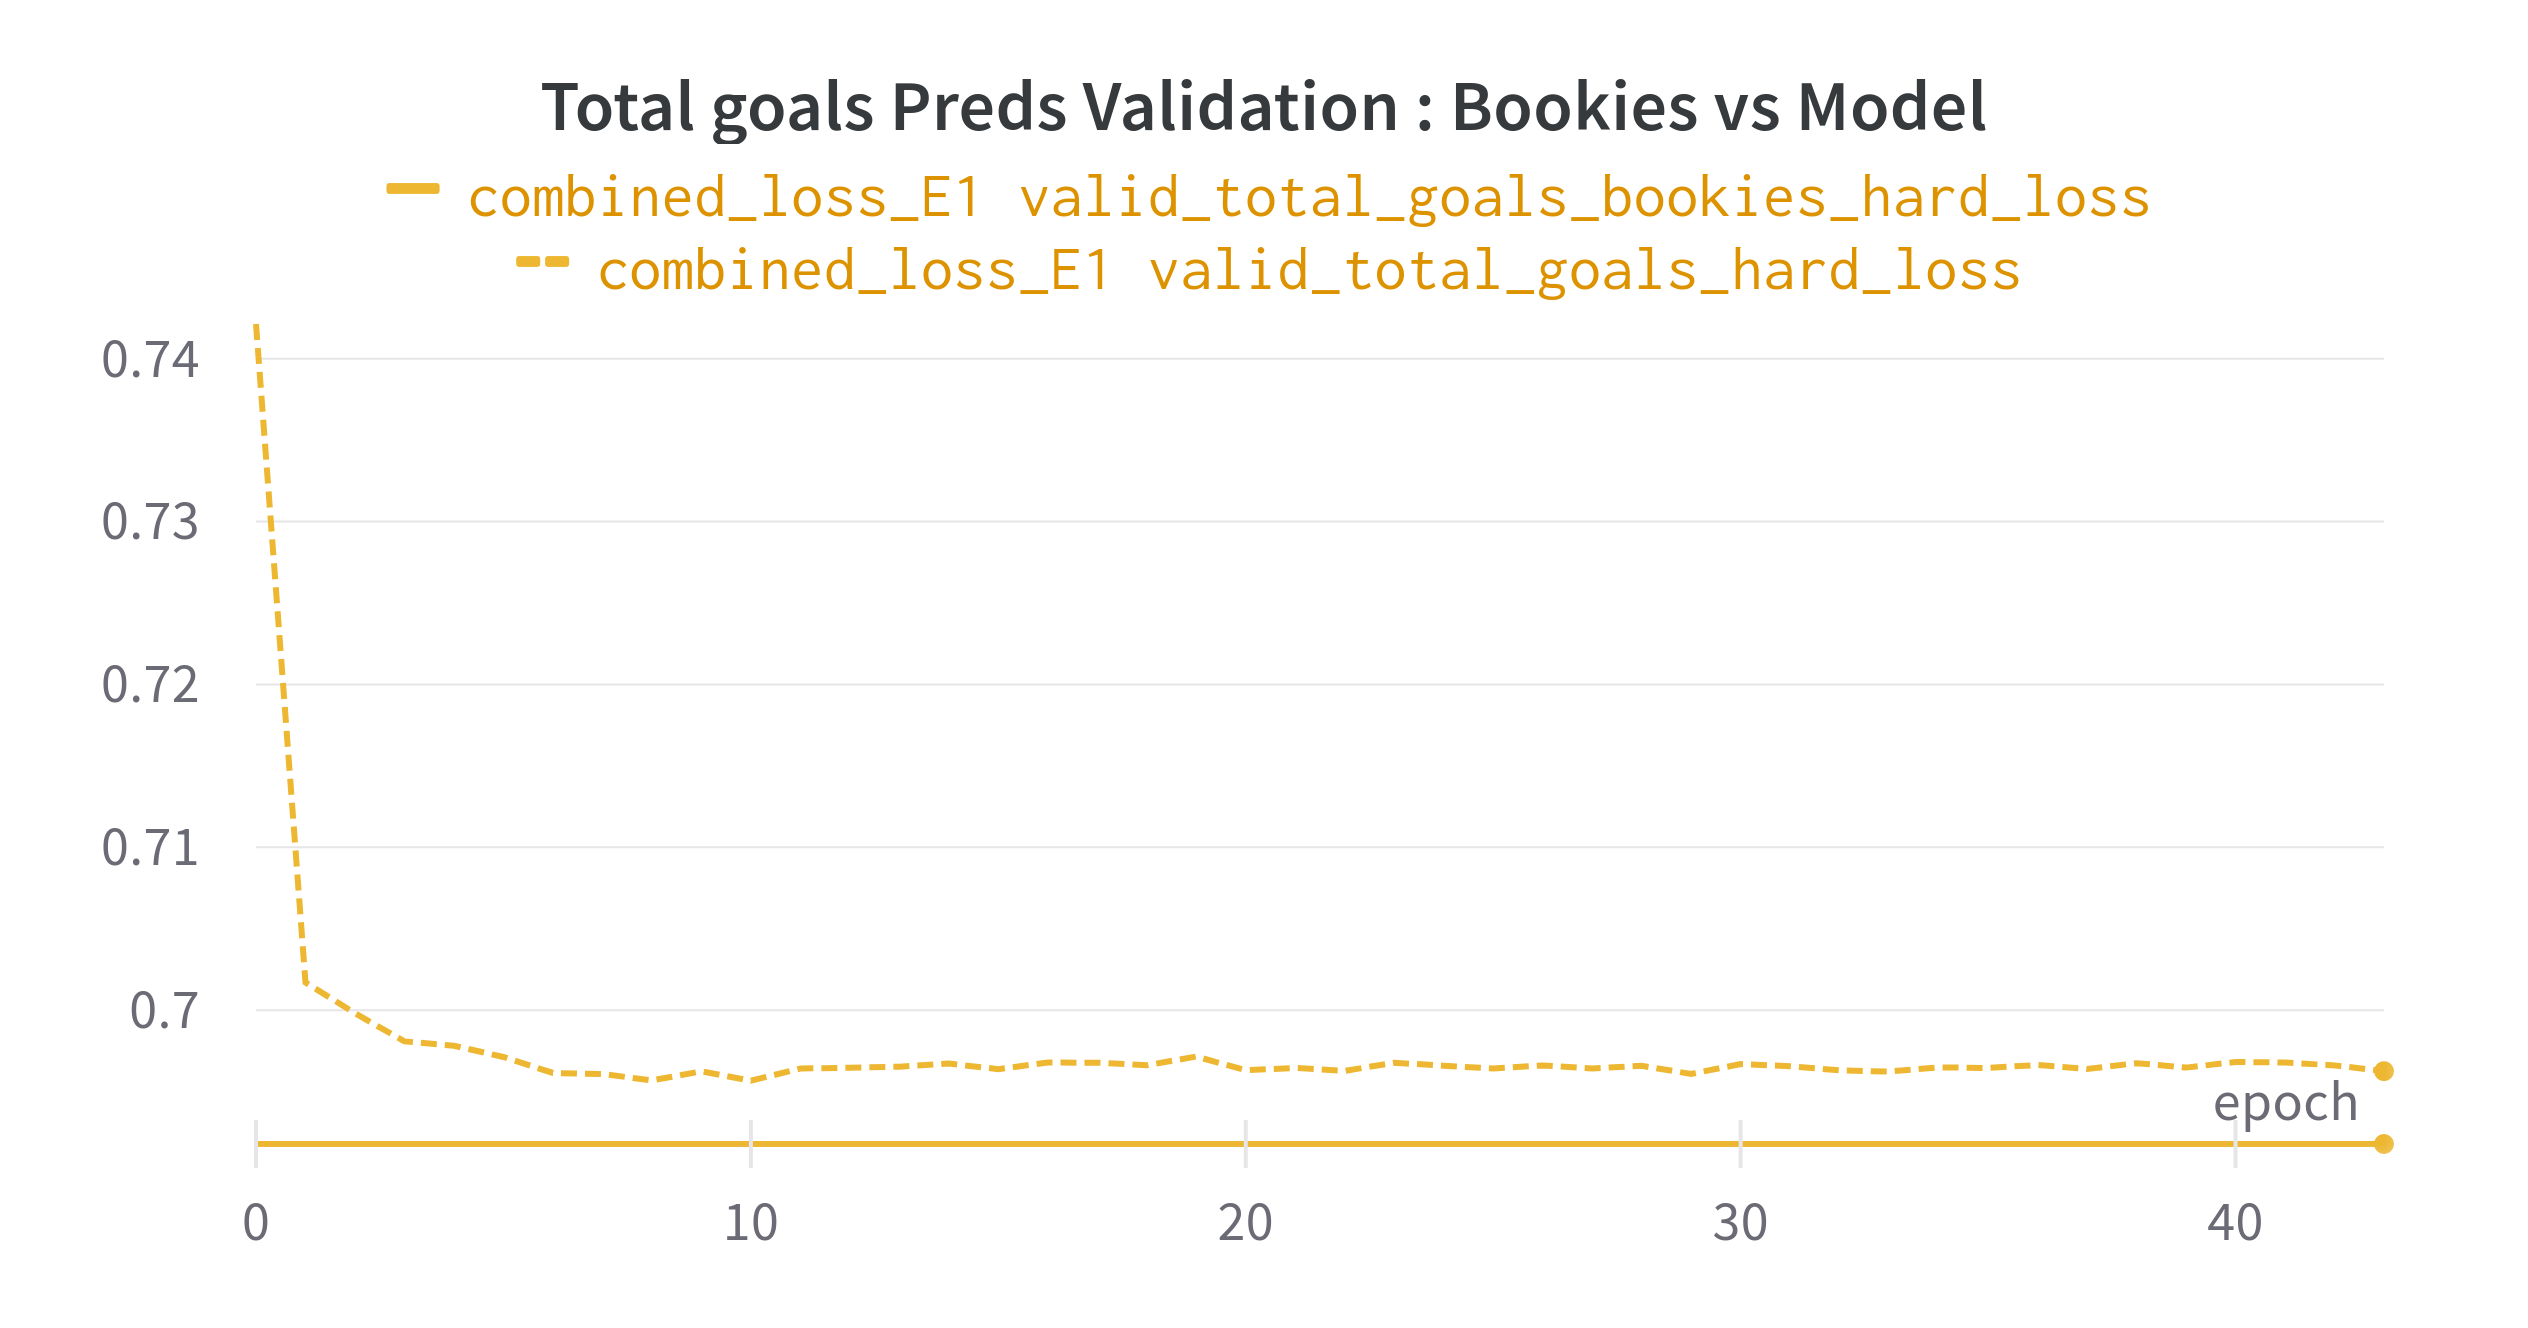 Total goals Preds Validation : Bookies vs Model
combined_loss_E1 valid_total_goals_bookies_hard_loss
combined_loss_E1 valid_total_goals_hard_loss
0.74
0.73
0.72
0.71
0.7
epoch
0 10 20 30 40